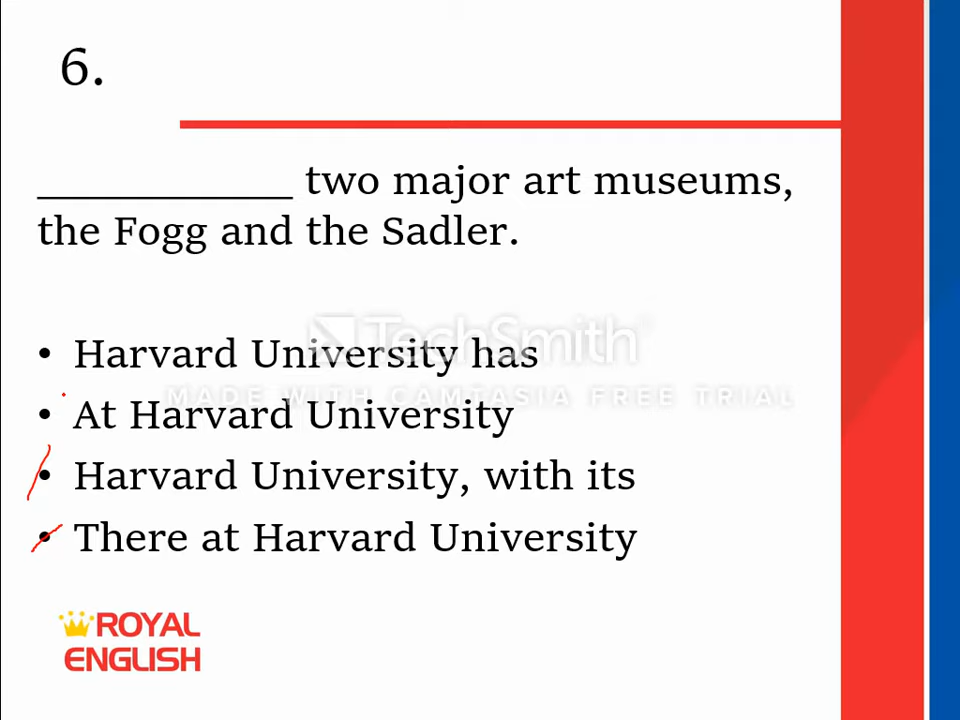 6.
____________ two major art museums,
the Fogg and the Sadler.
• Harvard University has
TechSmith
MADE WITH CAMTASIA FREE TRIAL
• At Harvard University
• Harvard University, with its
• There at Harvard University
ROYAL
ENGLISH